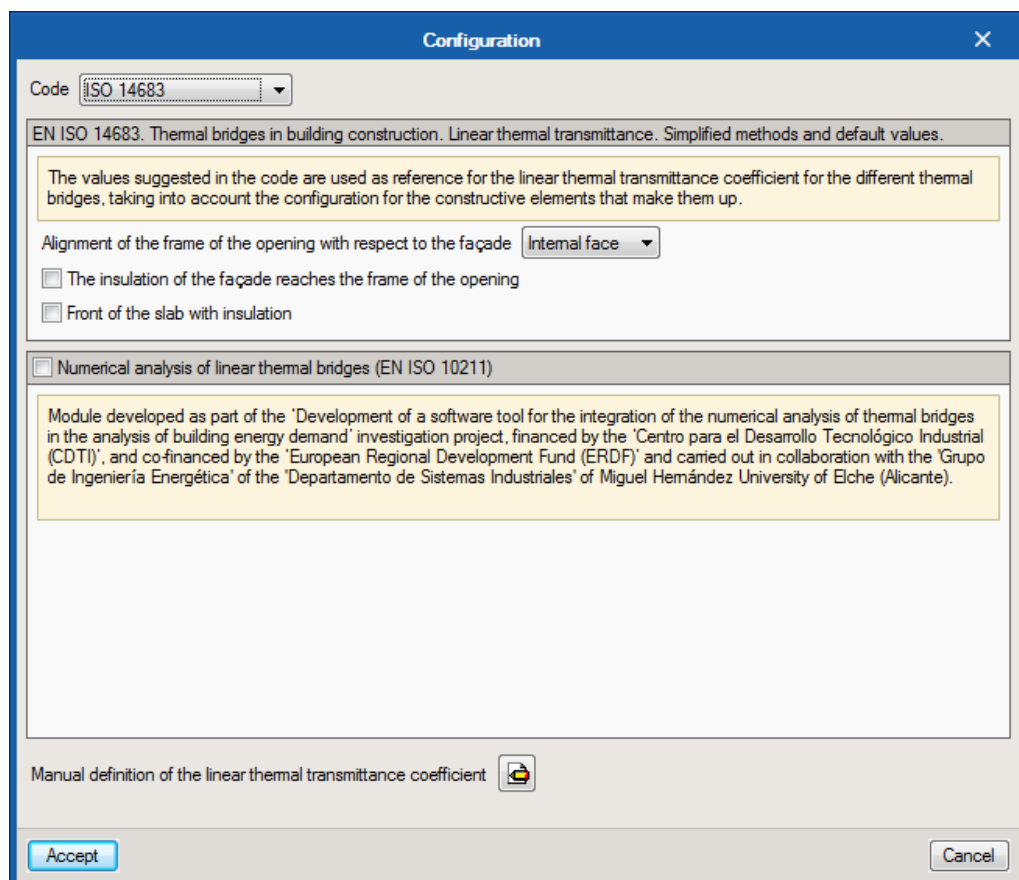 Configuration
Code ISO 14683
EN ISO 14683. Thermal bridges in building construction. Linear thermal transmittance. Simplified methods and default values.
The values suggested in the code are used as reference for the linear thermal transmittance coefficient for the different thermal
bridges, taking into account the configuration for the constructive elements that make them up.
Alignment of the frame of the opening with respect to the façade Internal face
The insulation of the façade reaches the frame of the opening
Front of the slab with insulation
Numerical analysis of linear thermal bridges (EN ISO 10211)
Module developed as part of the 'Development of a software tool for the integration of the numerical analysis of thermal bridges
in the analysis of building energy demand' investigation project, financed by the 'Centro para el Desarrollo Tecnológico Industrial
(CDTI)', and co-financed by the 'European Regional Development Fund (ERDF)' and carried out in collaboration with the 'Grupo
de Ingeniería Energética' of the 'Departamento de Sistemas Industriales' of Miguel Hernández University of Elche (Alicante).
Manual definition of the linear thermal transmittance coefficient
Accept Cancel